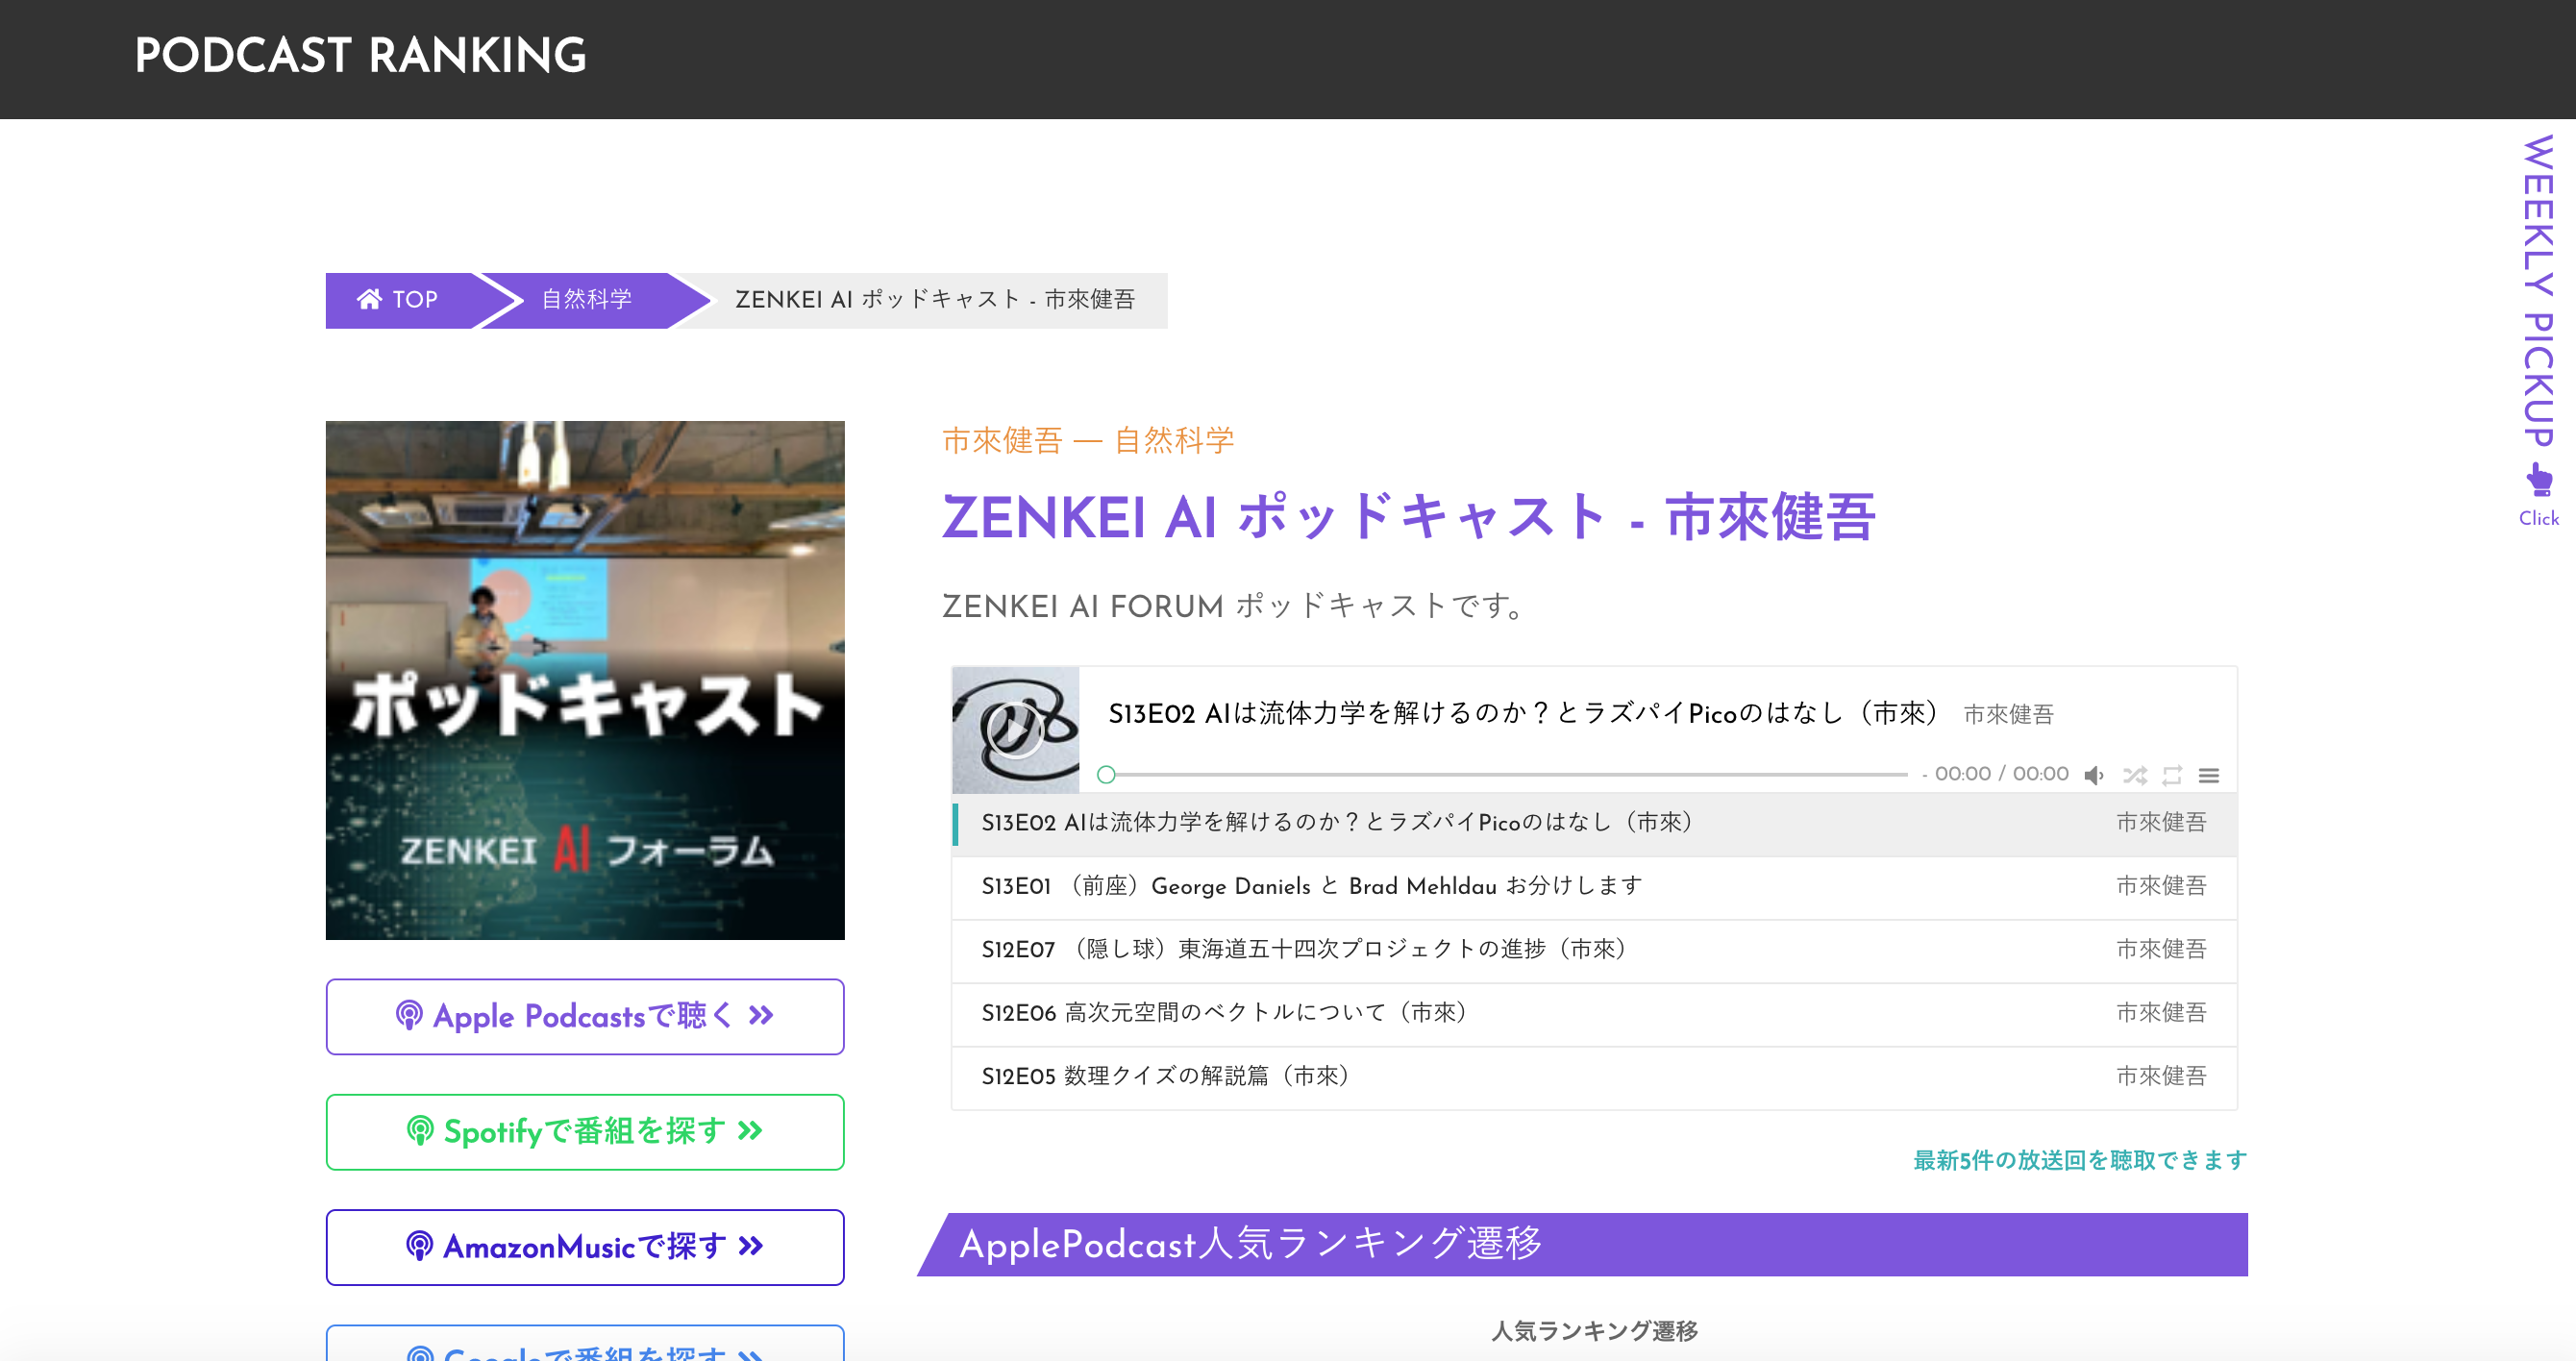 PODCAST RANKING
WEEKLY PICKUP
Click
TOP
自然科学
ZENKEI AI ポッドキャスト - 市來健吾
ポッドキャスト
ZENKEI AI フォーラム
Apple Podcastsで聴く
Spotifyで番組を探す
AmazonMusicで探す
Googleで番組を探す
市來健吾 — 自然科学
ZENKEI AI ポッドキャスト - 市來健吾
ZENKEI AI FORUM ポッドキャストです。
S13E02 AIは流体力学を解けるのか？とラズパイPicoのはなし（市來） 市來健吾
- 00:00 / 00:00
S13E02 AIは流体力学を解けるのか？とラズパイPicoのはなし（市來） 市來健吾
S13E01 （前座）George Daniels と Brad Mehldau お分けします 市來健吾
S12E07 （隠し球）東海道五十四次プロジェクトの進捗（市來） 市來健吾
S12E06 高次元空間のベクトルについて（市來） 市來健吾
S12E05 数理クイズの解説篇（市來） 市來健吾
最新5件の放送回を聴取できます
ApplePodcast人気ランキング遷移
人気ランキング遷移